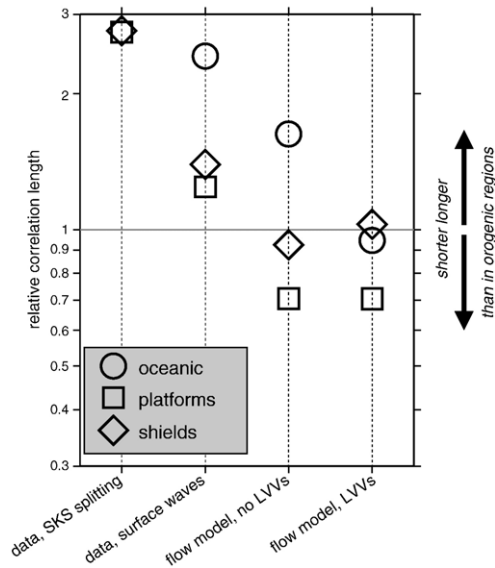 3
2
1
0.9
0.8
0.7
0.6
0.5
0.4
0.3
relative correlation length
oceanic
platforms
shields
data, SKS splitting
data, surface waves
flow model, no LVVs
flow model, LVVs
shorter longer
than in orogenic regions